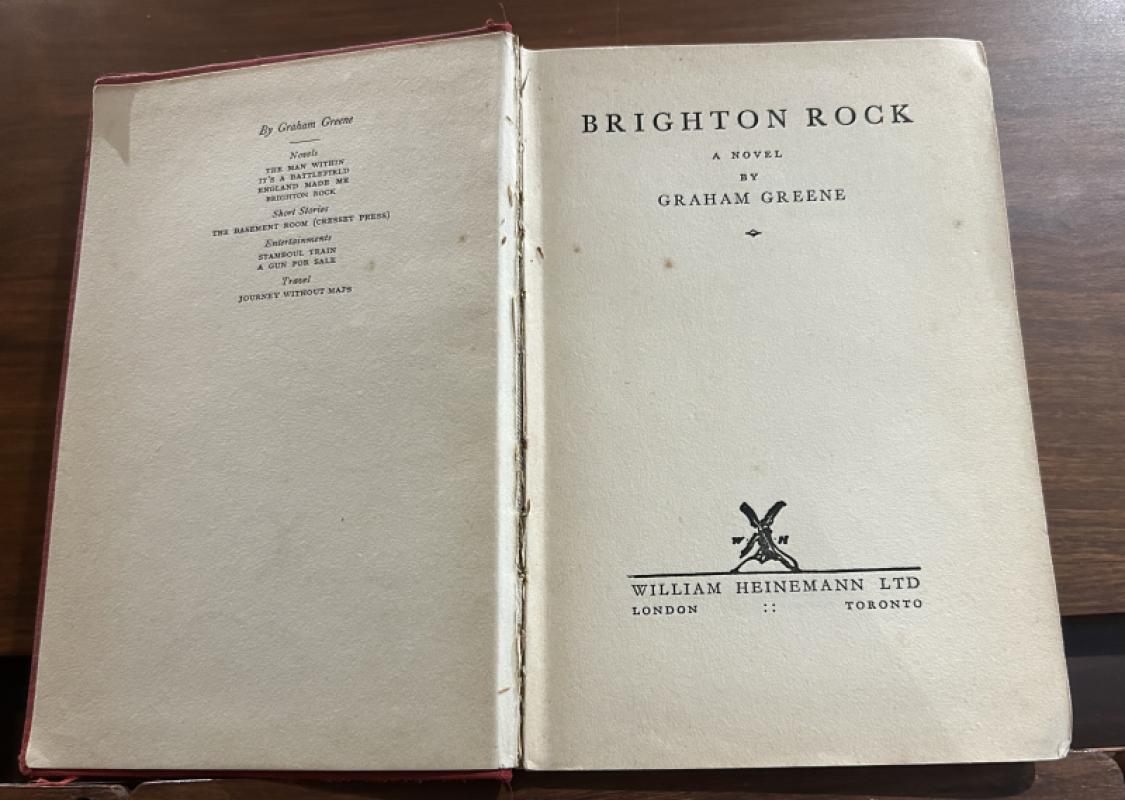 By Graham Greene
Novels
THE MAN WITHIN
IT'S A BATTLEFIELD
ENGLAND MADE ME
BRIGHTON ROCK
Short Stories
THE BASEMENT ROOM (CRESSET PRESS)
Entertainments
STAMBOUL TRAIN
A GUN FOR SALE
Travel
JOURNEY WITHOUT MAPS
BRIGHTON ROCK
A NOVEL
BY
GRAHAM GREENE
W H
WILLIAM HEINEMANN LTD
LONDON :: TORONTO